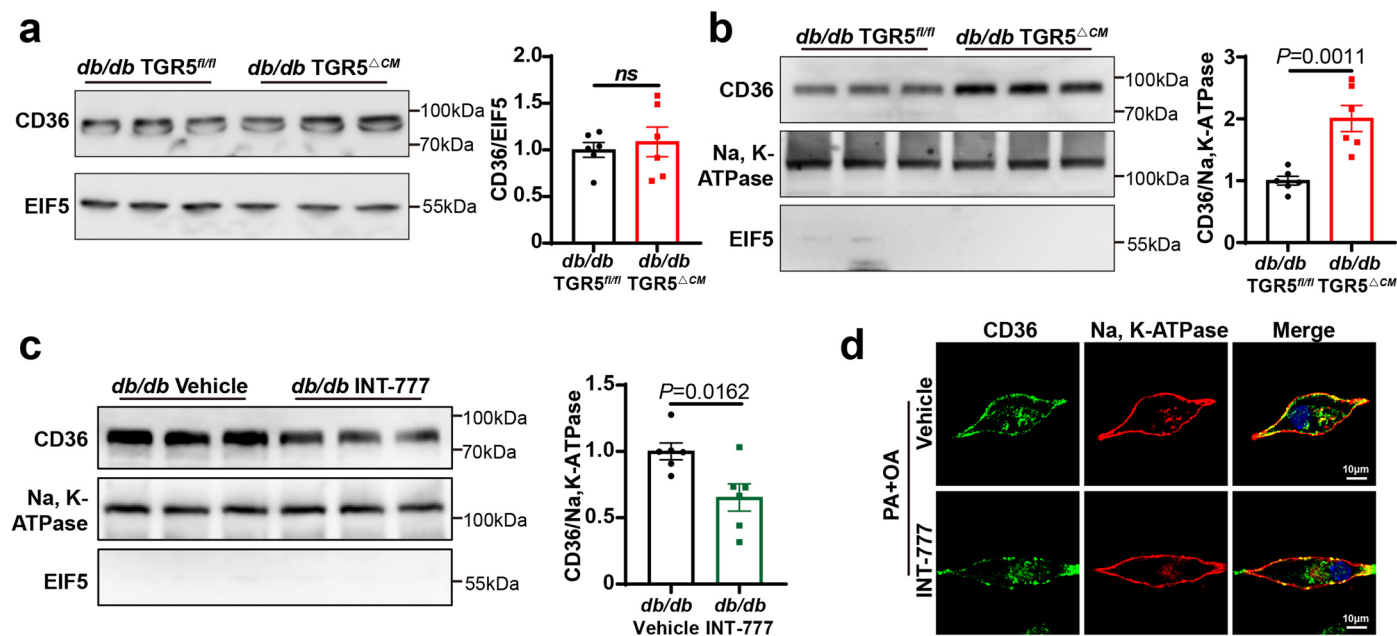 a
db/db TGR5fl/fl db/db TGR5△CM
CD36
100kDa
70kDa
EIF5
55kDa
CD36/EIF5
2.0
1.5
1.0
0.5
0
ns
db/db db/db
TGR5fl/fl TGR5△CM
b
db/db TGR5fl/fl db/db TGR5△CM
CD36
100kDa
70kDa
Na, K-
ATPase
100kDa
EIF5
55kDa
CD36/Na,K-ATPase
3
2
1
0
P=0.0011
db/db db/db
TGR5fl/fl TGR5△CM
c
db/db Vehicle db/db INT-777
CD36
100kDa
70kDa
Na, K-
ATPase
100kDa
EIF5
55kDa
CD36/Na,K-ATPase
1.5
1.0
0.5
0.0
P=0.0162
db/db db/db
Vehicle INT-777
d
CD36 Na, K-ATPase Merge
PA+OA
Vehicle
10μm
INT-777
10μm